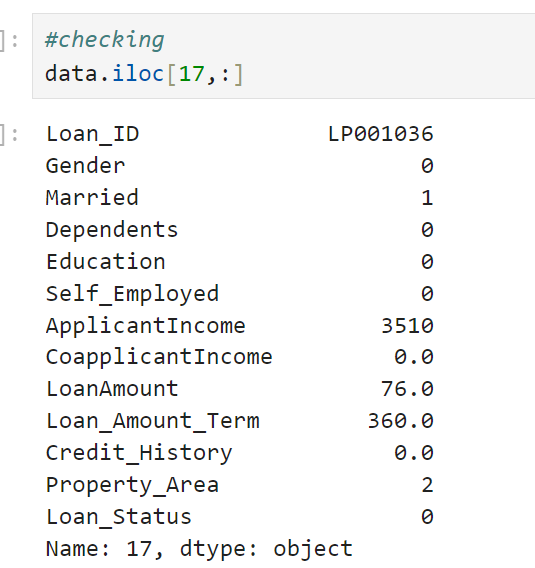 ]: #checking
data.iloc[17,:]
]: Loan_ID LP001036
Gender 0
Married 1
Dependents 0
Education 0
Self_Employed 0
ApplicantIncome 3510
CoapplicantIncome 0.0
LoanAmount 76.0
Loan_Amount_Term 360.0
Credit_History 0.0
Property_Area 2
Loan_Status 0
Name: 17, dtype: object